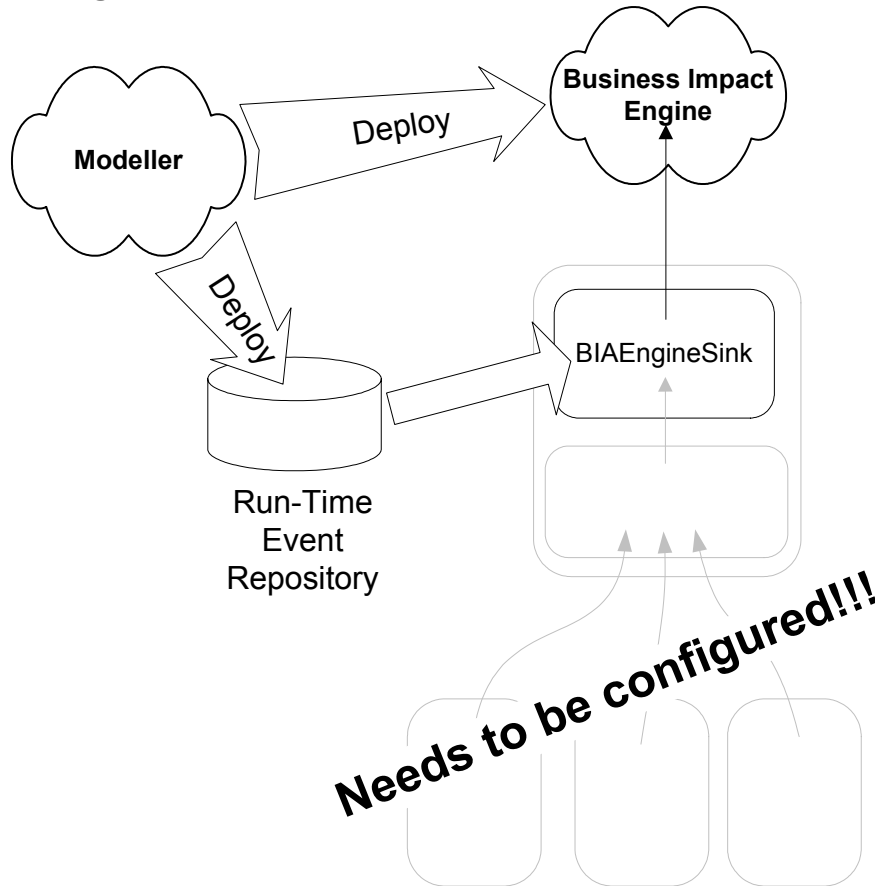 Business Impact
Engine
Deploy
Modeller
Deploy
BIAEngineSink
Run-Time
Event
Repository
Needs to be configured!!!